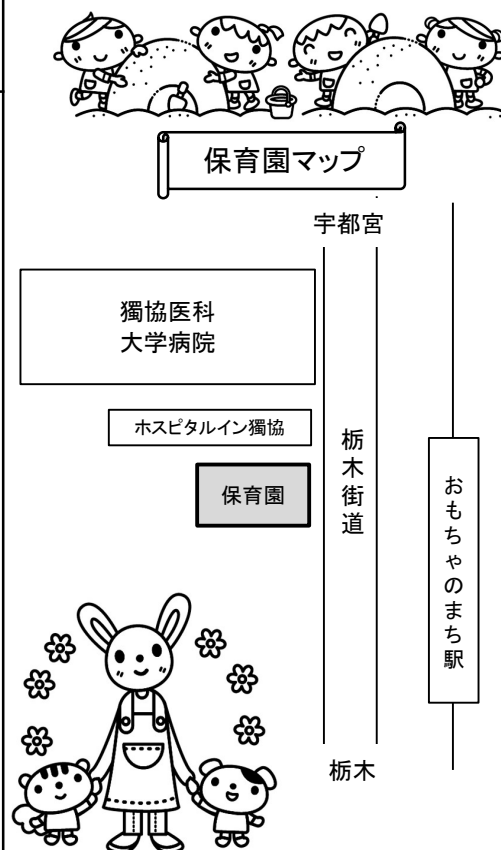 保育園マップ
宇都宮
獨協医科
大学病院
ホスピタルイン獨協
保育園
栃木街道
おもちゃのまち駅
栃木